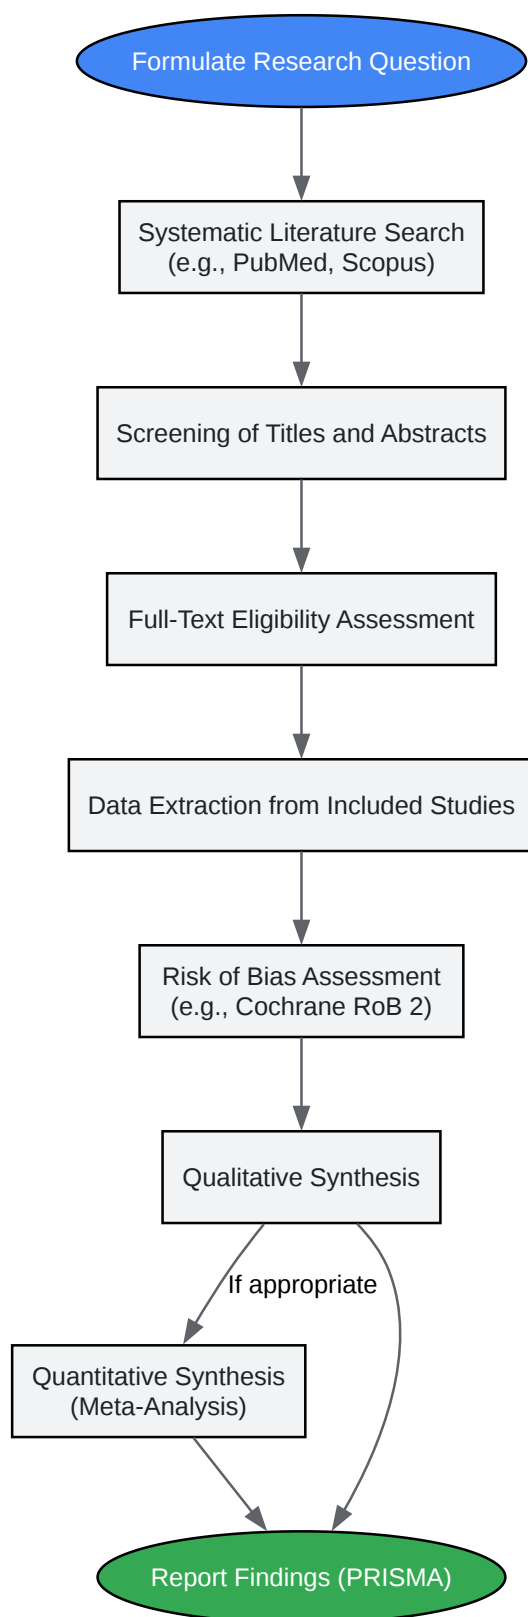 Formulate Research Question
Systematic Literature Search
(e.g., PubMed, Scopus)
Screening of Titles and Abstracts
Full-Text Eligibility Assessment
Data Extraction from Included Studies
Risk of Bias Assessment
(e.g., Cochrane RoB 2)
Qualitative Synthesis
If appropriate
Quantitative Synthesis
(Meta-Analysis)
Report Findings (PRISMA)